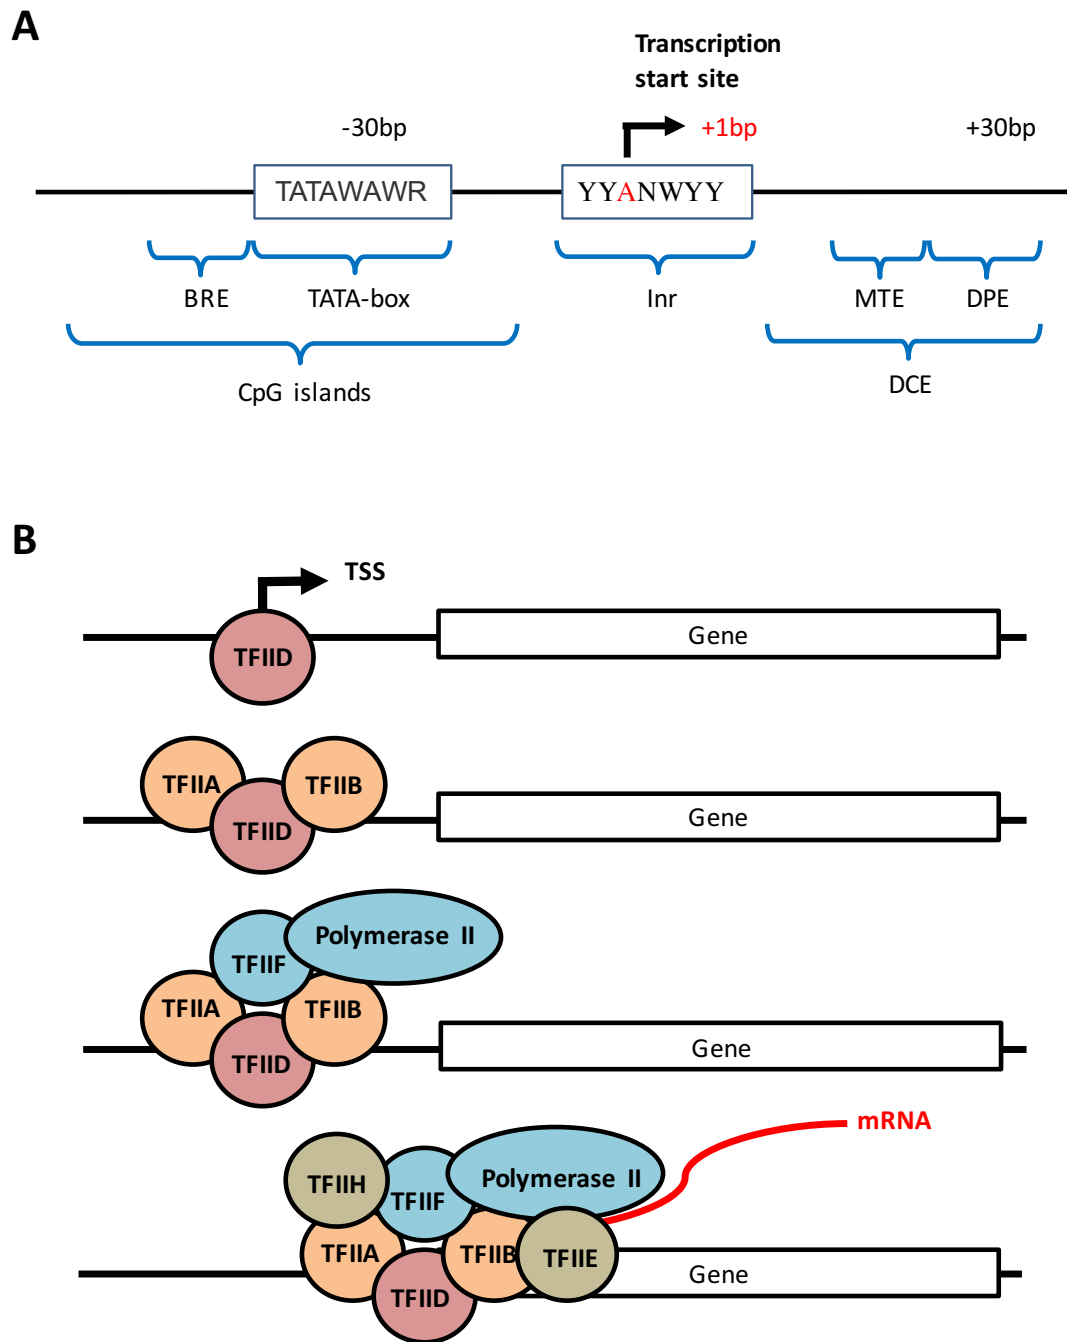 A
Transcription
start site
-30bp
+1bp
+30bp
TATAWAWR
YYANWYY
BRE
TATA-box
Inr
MTE
DPE
CpG islands
DCE
B
TSS
TFIID
Gene
TFIIA
TFIIB
TFIID
Gene
Polymerase II
TFIIF
TFIIA
TFIIB
TFIID
Gene
mRNA
TFIIH
TFIIF
Polymerase II
TFIIA
TFIIB
TFIIE
TFIID
Gene